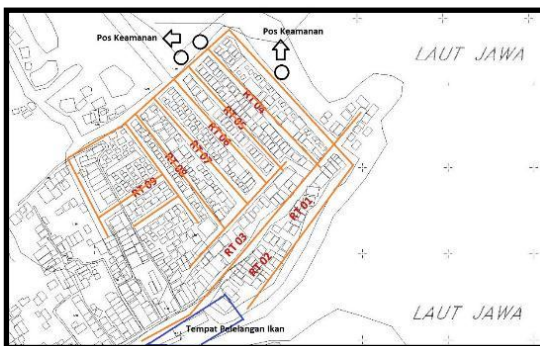 Pos Keamanan
Pos Keamanan
LAUT JAWA
RT 04
RT 05
RT 06
RT 07
RT 08
RT 09
RT 01
RT 03
RT 02
Tempat Pelelangan Ikan
LAUT JAWA